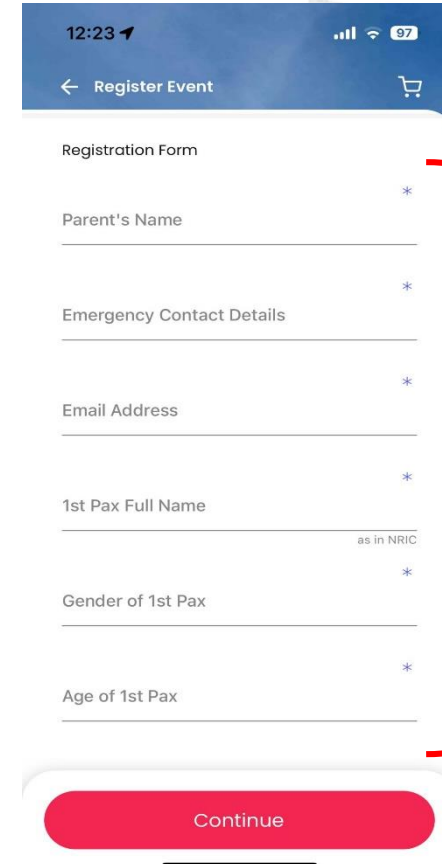 12:23
97
Register Event
Registration Form
*
Parent's Name
*
Emergency Contact Details
*
Email Address
*
1st Pax Full Name
as in NRIC
*
Gender of 1st Pax
*
Age of 1st Pax
Continue